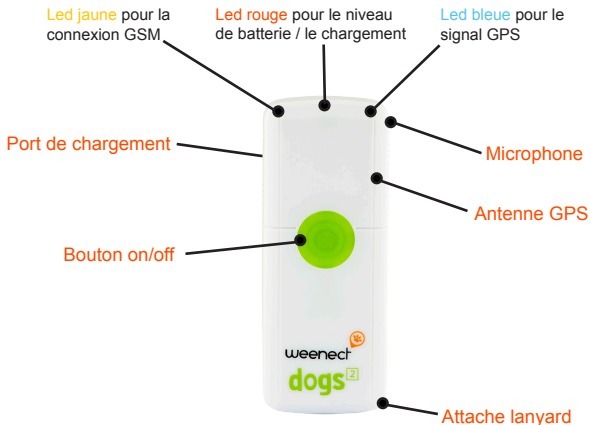 Led jaune pour la
connexion GSM
Led rouge pour le niveau
de batterie / le chargement
Led bleue pour le
signal GPS
Port de chargement
Microphone
Antenne GPS
Bouton on/off
weenect
dogs 2
Attache lanyard